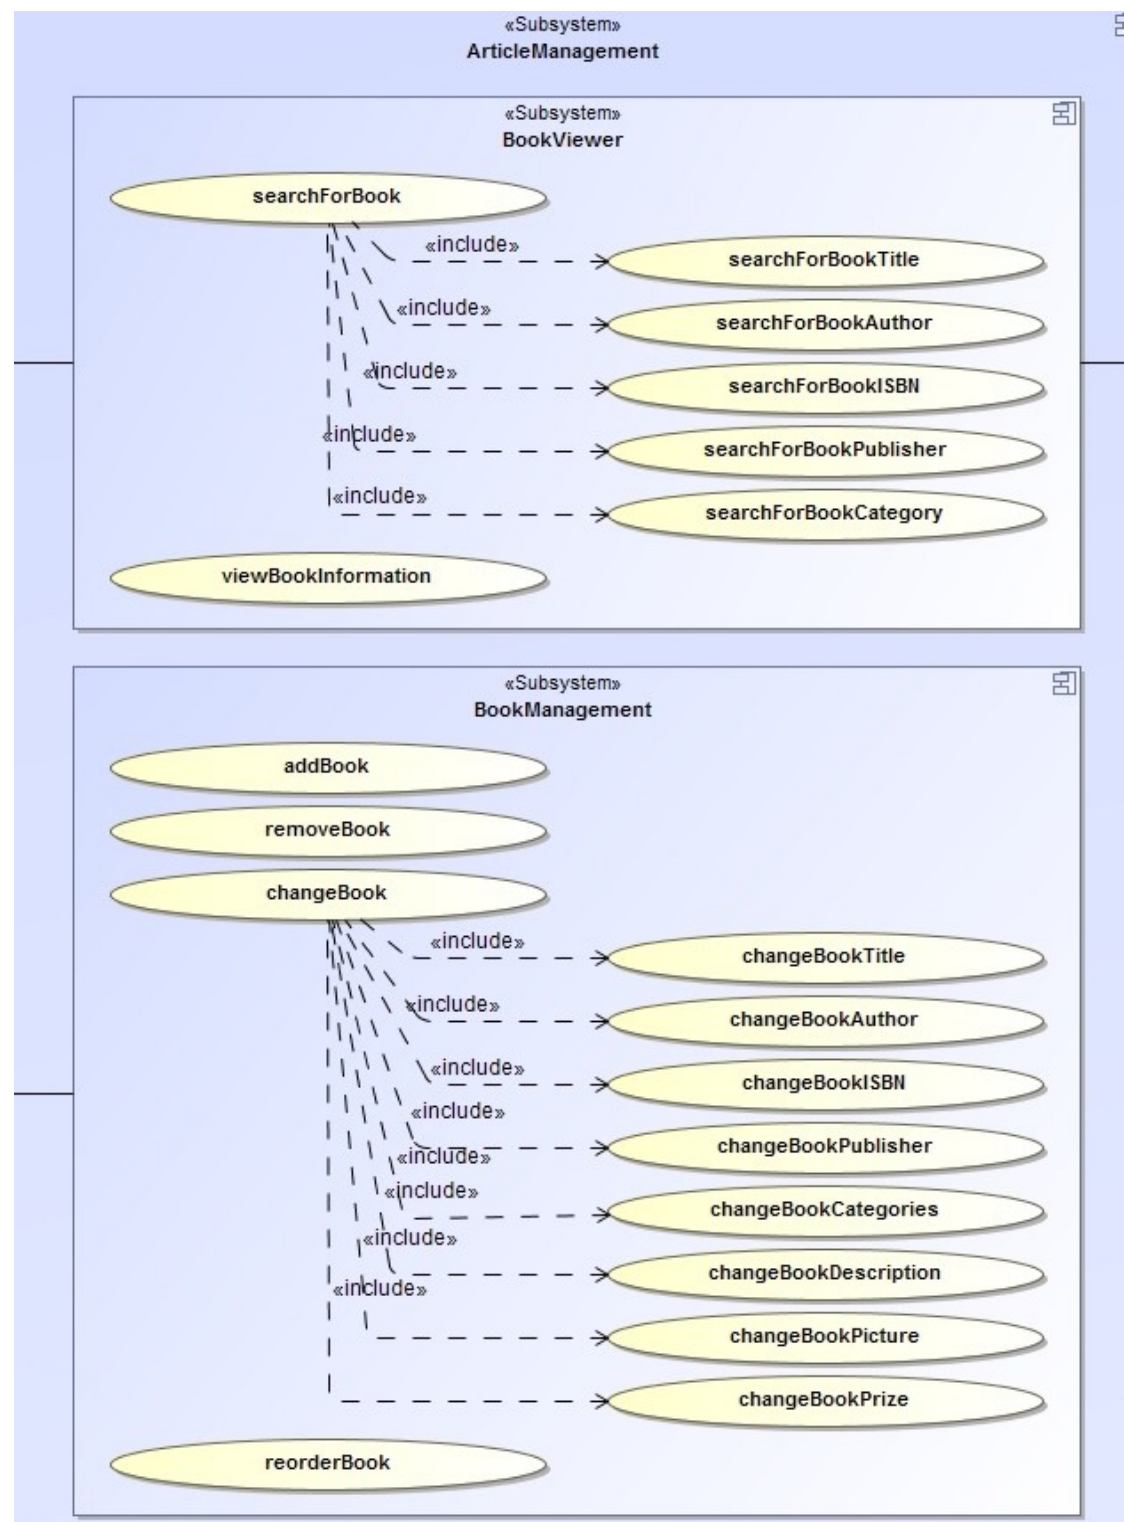 «Subsystem»
ArticleManagement
«Subsystem»
BookViewer
searchForBook
«include»
searchForBookTitle
«include»
searchForBookAuthor
«include»
searchForBookISBN
«include»
searchForBookPublisher
«include»
searchForBookCategory
viewBookInformation
«Subsystem»
BookManagement
addBook
removeBook
changeBook
«include»
changeBookTitle
«include»
changeBookAuthor
«include»
changeBookISBN
«include»
changeBookPublisher
«include»
«include»
changeBookCategories
«include»
changeBookDescription
«include»
changeBookPicture
changeBookPrize
reorderBook